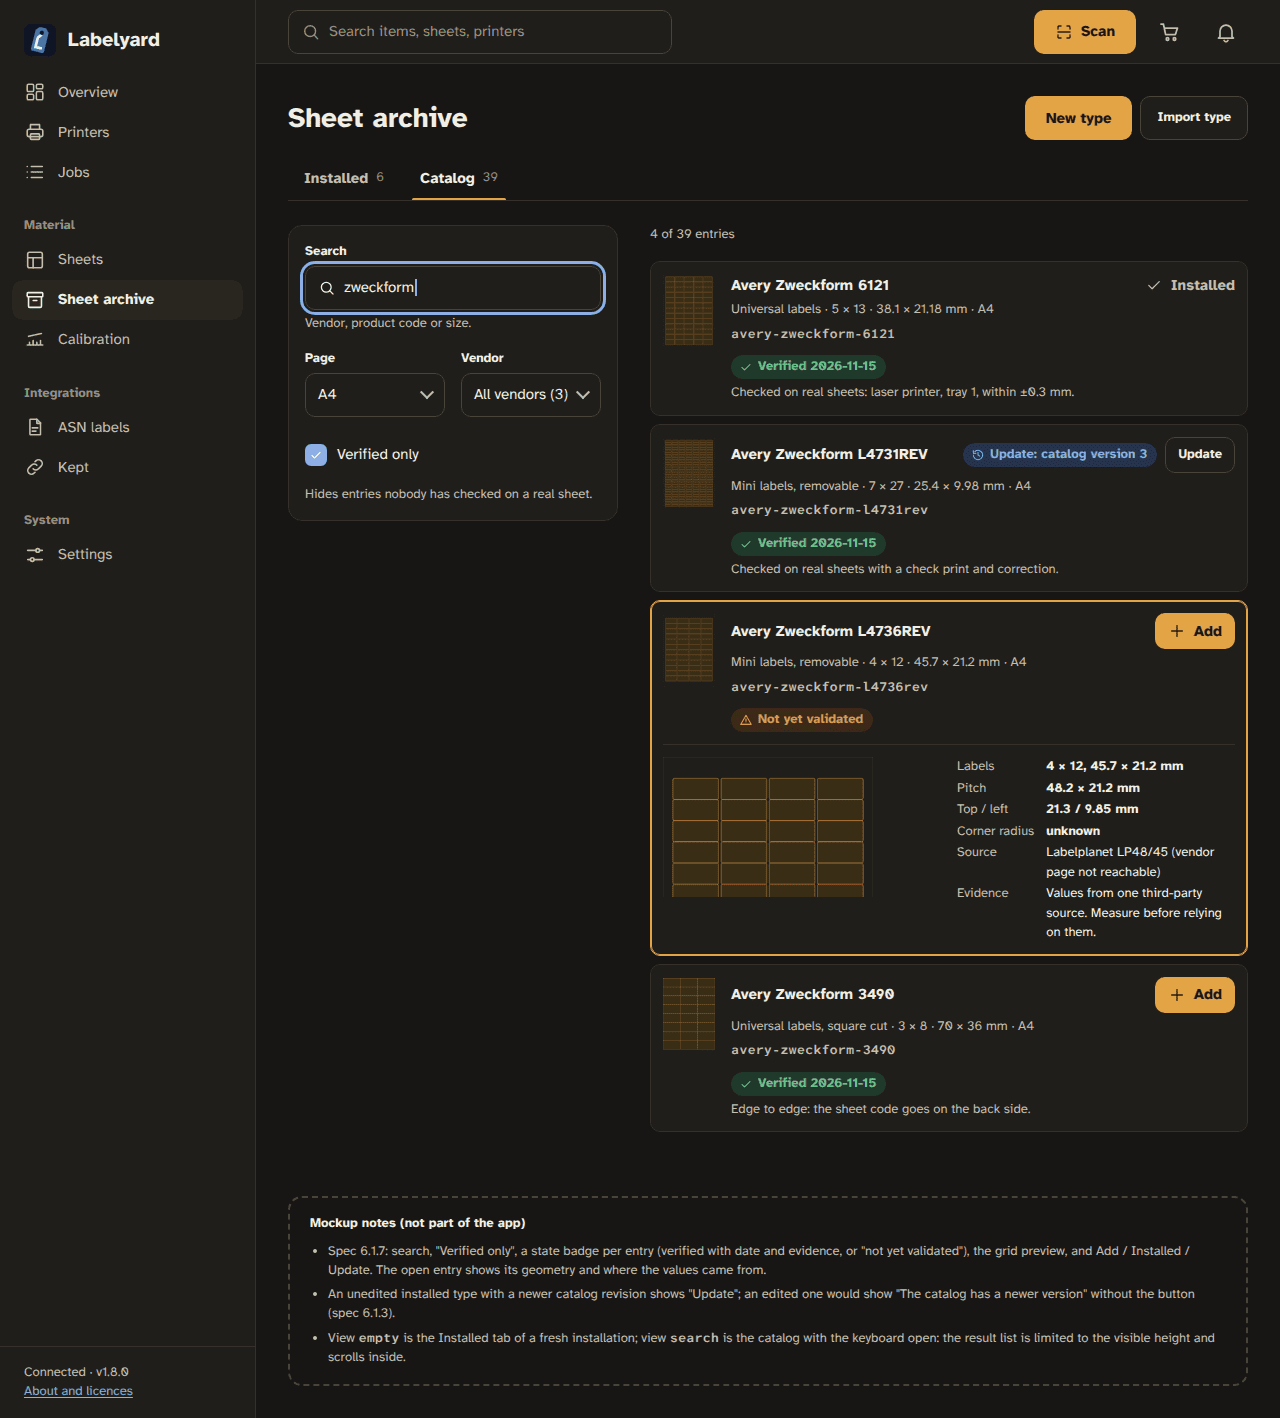 Labelyard
Overview
Printers
Jobs
Material
Sheets
Sheet archive
Calibration
Integrations
ASN labels
Kept
System
Settings
Connected · v1.8.0
About and licences
Search items, sheets, printers
Scan
Sheet archive
New type
Import type
Installed 6
Catalog 39
Search
zweckform
Vendor, product code or size.
Page
Vendor
A4
All vendors (3)
Verified only
Hides entries nobody has checked on a real sheet.
4 of 39 entries
Avery Zweckform 6121
Installed
Universal labels · 5 × 13 · 38.1 × 21.18 mm · A4
avery-zweckform-6121
Verified 2026-11-15
Checked on real sheets: laser printer, tray 1, within ±0.3 mm.
Avery Zweckform L4731REV
Update: catalog version 3
Update
Mini labels, removable · 7 × 27 · 25.4 × 9.98 mm · A4
avery-zweckform-l4731rev
Verified 2026-11-15
Checked on real sheets with a check print and correction.
Avery Zweckform L4736REV
Add
Mini labels, removable · 4 × 12 · 45.7 × 21.2 mm · A4
avery-zweckform-l4736rev
Not yet validated
Labels 4 × 12, 45.7 × 21.2 mm
Pitch 48.2 × 21.2 mm
Top / left 21.3 / 9.85 mm
Corner radius unknown
Source Labelplanet LP48/45 (vendor
page not reachable)
Evidence Values from one third-party
source. Measure before relying
on them.
Avery Zweckform 3490
Add
Universal labels, square cut · 3 × 8 · 70 × 36 mm · A4
avery-zweckform-3490
Verified 2026-11-15
Edge to edge: the sheet code goes on the back side.
Mockup notes (not part of the app)
• Spec 6.1.7: search, "Verified only", a state badge per entry (verified with date and evidence, or "not yet validated"), the grid preview, and Add / Installed /
Update. The open entry shows its geometry and where the values came from.
• An unedited installed type with a newer catalog revision shows "Update"; an edited one would show "The catalog has a newer version" without the button
(spec 6.1.3).
• View empty is the Installed tab of a fresh installation; view search is the catalog with the keyboard open: the result list is limited to the visible height and
scrolls inside.